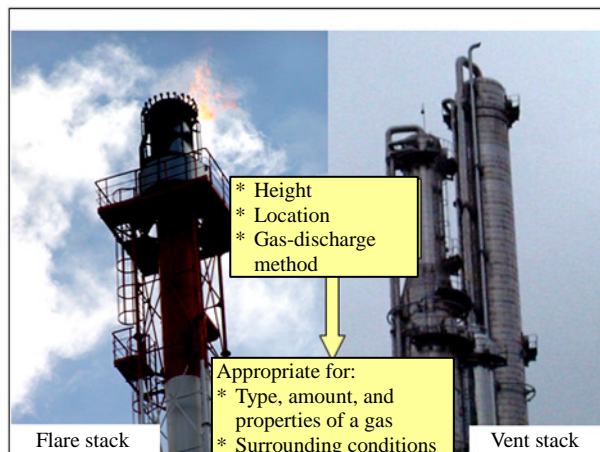 * Height
* Location
* Gas-discharge
method
Appropriate for:
* Type, amount, and
properties of a gas
* Surrounding conditions
Flare stack
Vent stack